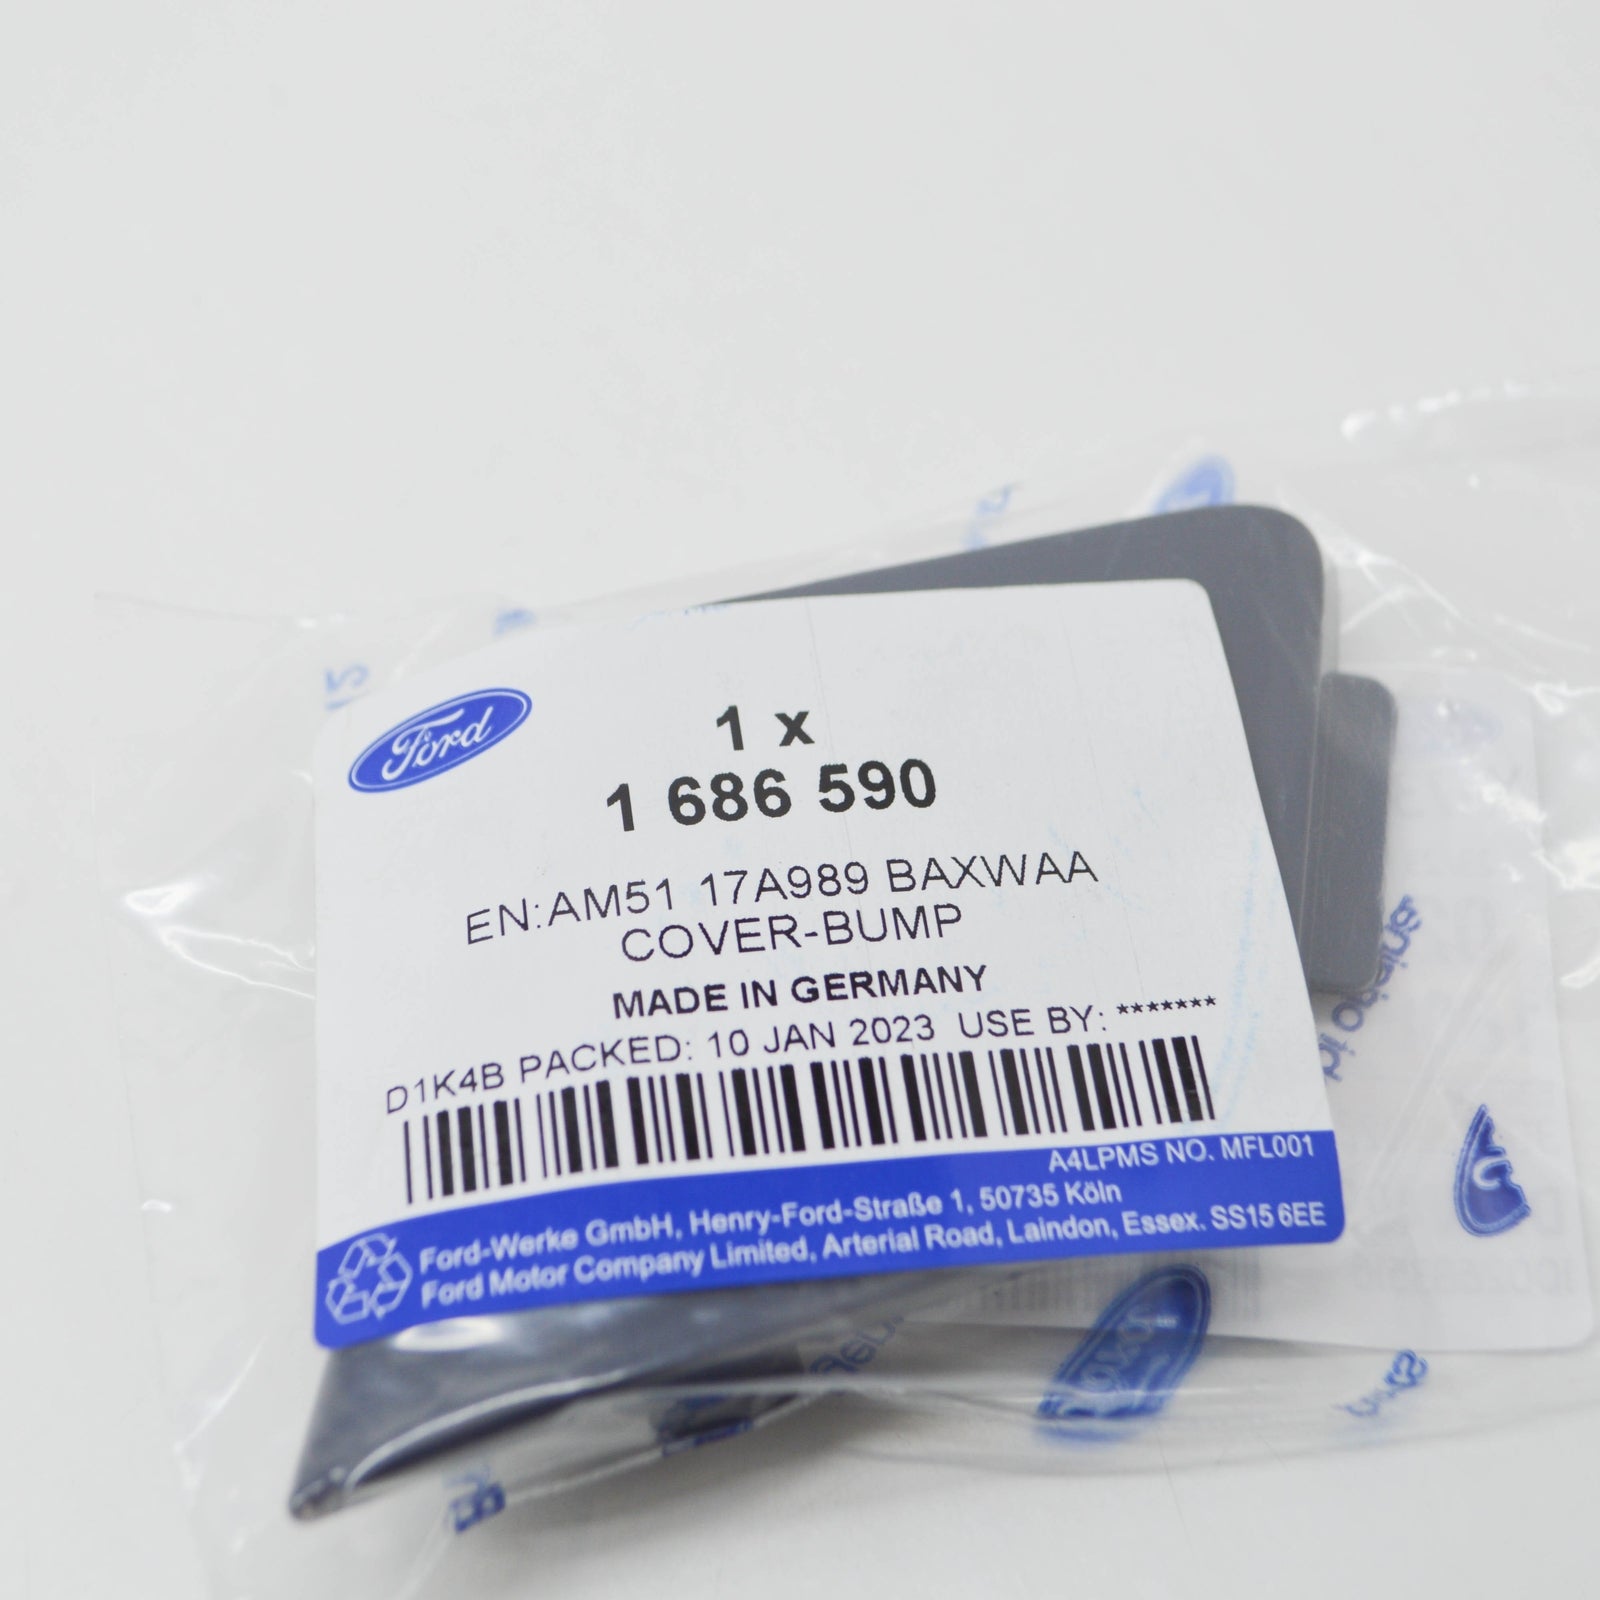 Ford
1 x
1 686 590
EN:AM51 17A989 BAXWAA
COVER-BUMP
MADE IN GERMANY
D1K4B PACKED: 10 JAN 2023 USE BY: *******
A4LPMS NO. MFL001
Ford-Werke GmbH, Henry-Ford-Straße 1, 50735 Köln
Ford Motor Company Limited, Arterial Road, Laindon, Essex. SS15 6EE